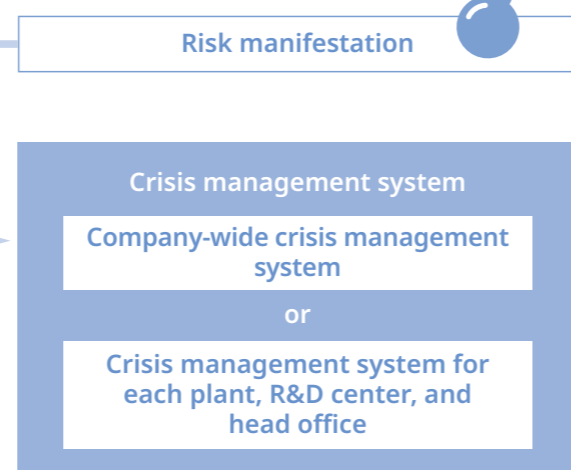 Risk manifestation
Crisis management system
Company-wide crisis management
system
or
Crisis management system for
each plant, R&D center, and
head office